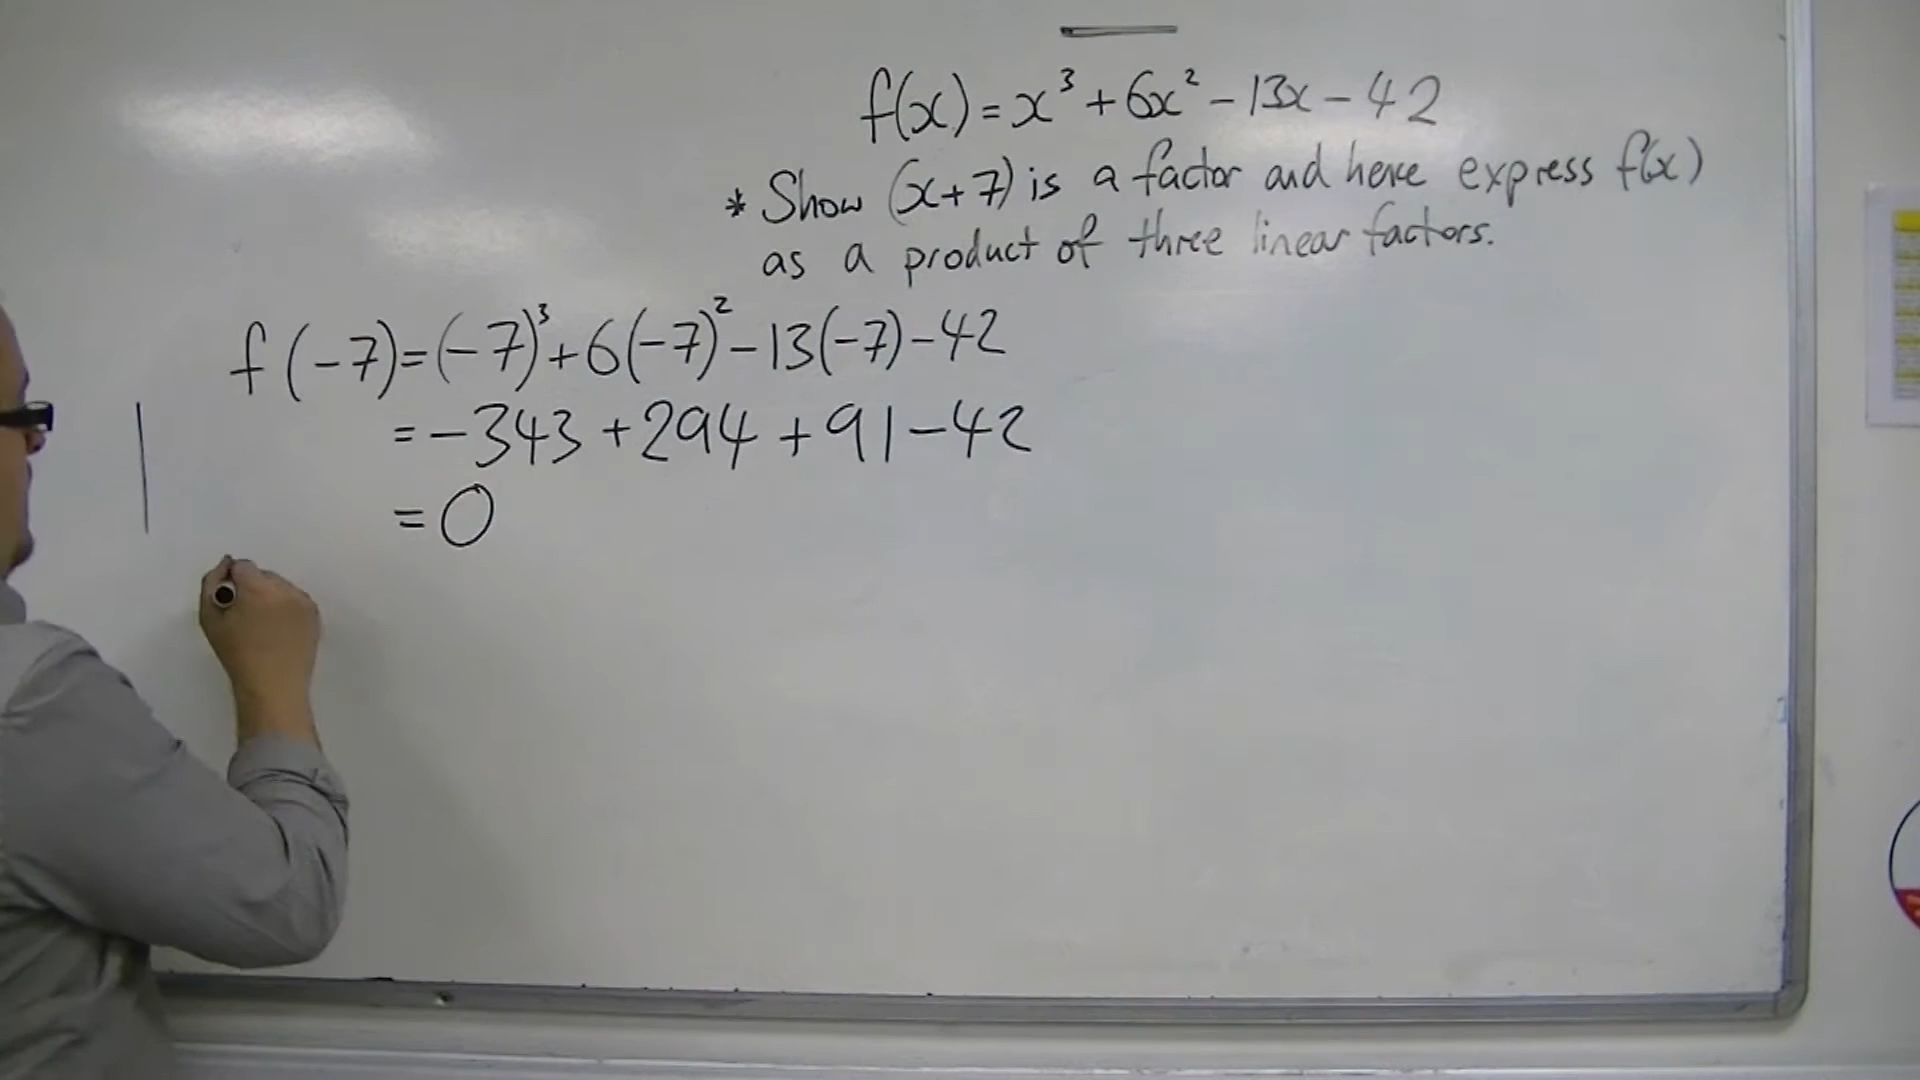 f(x) = x³ + 6x² - 13x - 42
* Show (x+7) is a factor and hence express f(x)
as a product of three linear factors.
f(-7) = (-7)³ + 6(-7)² - 13(-7) - 42
= -343 + 294 + 91 - 42
= 0